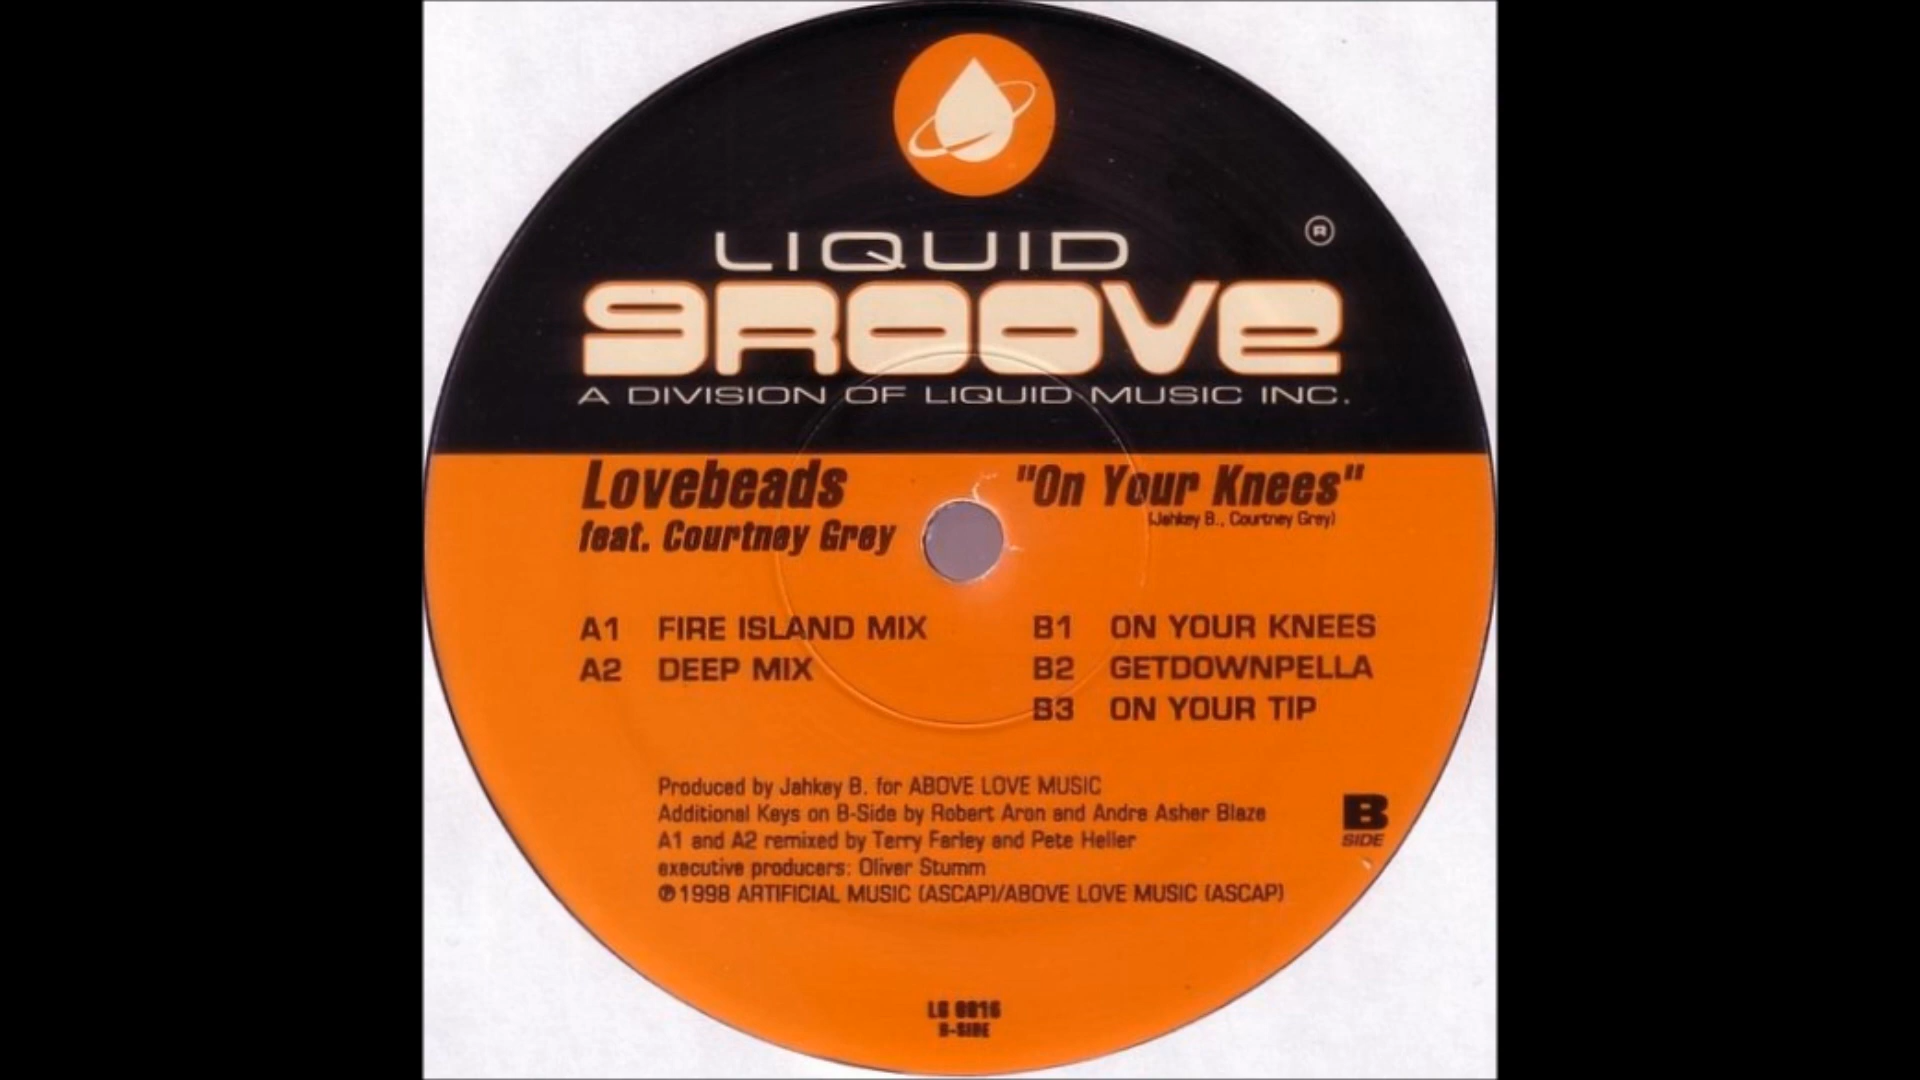 LIQUID ®
GROOVE
A DIVISION OF LIQUID MUSIC INC.
Lovebeads "On Your Knees"
(Jahkey B., Courtney Grey)
feat. Courtney Grey
A1 FIRE ISLAND MIX
A2 DEEP MIX
B1 ON YOUR KNEES
B2 GETDOWNPELLA
B3 ON YOUR TIP
Produced by Jahkey B. for ABOVE LOVE MUSIC
Additional Keys on B-Side by Robert Aron and Andre Asher Blaze
A1 and A2 remixed by Terry Farley and Pete Heller
executive producers: Oliver Stumm
℗1998 ARTIFICIAL MUSIC (ASCAP)/ABOVE LOVE MUSIC (ASCAP)
B
SIDE
LG 0016
B-SIDE